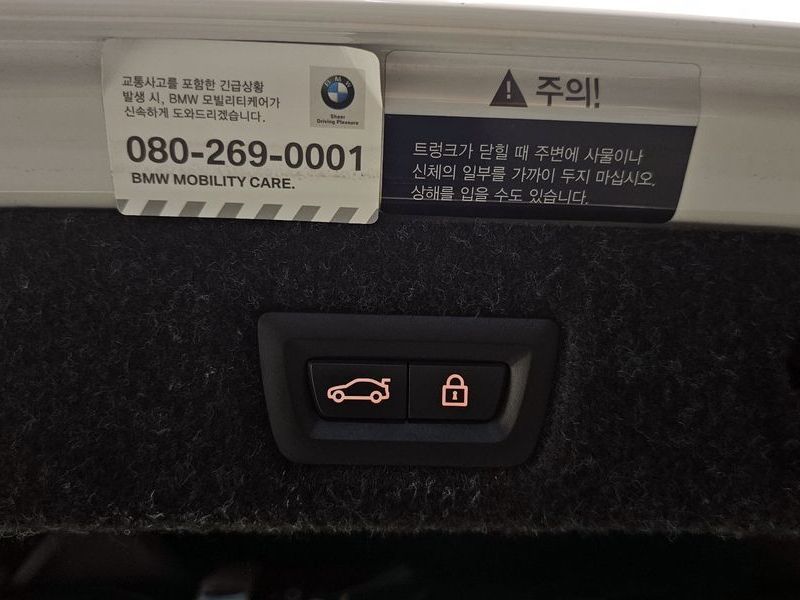 교통사고를 포함한 긴급상황
발생 시, BMW 모빌리티케어가
신속하게 도와드리겠습니다.
BMW
Sheer
Driving Pleasure
080-269-0001
BMW MOBILITY CARE.
주의!
트렁크가 닫힐 때 주변에 사물이나
신체의 일부를 가까이 두지 마십시오.
상해를 입을 수도 있습니다.